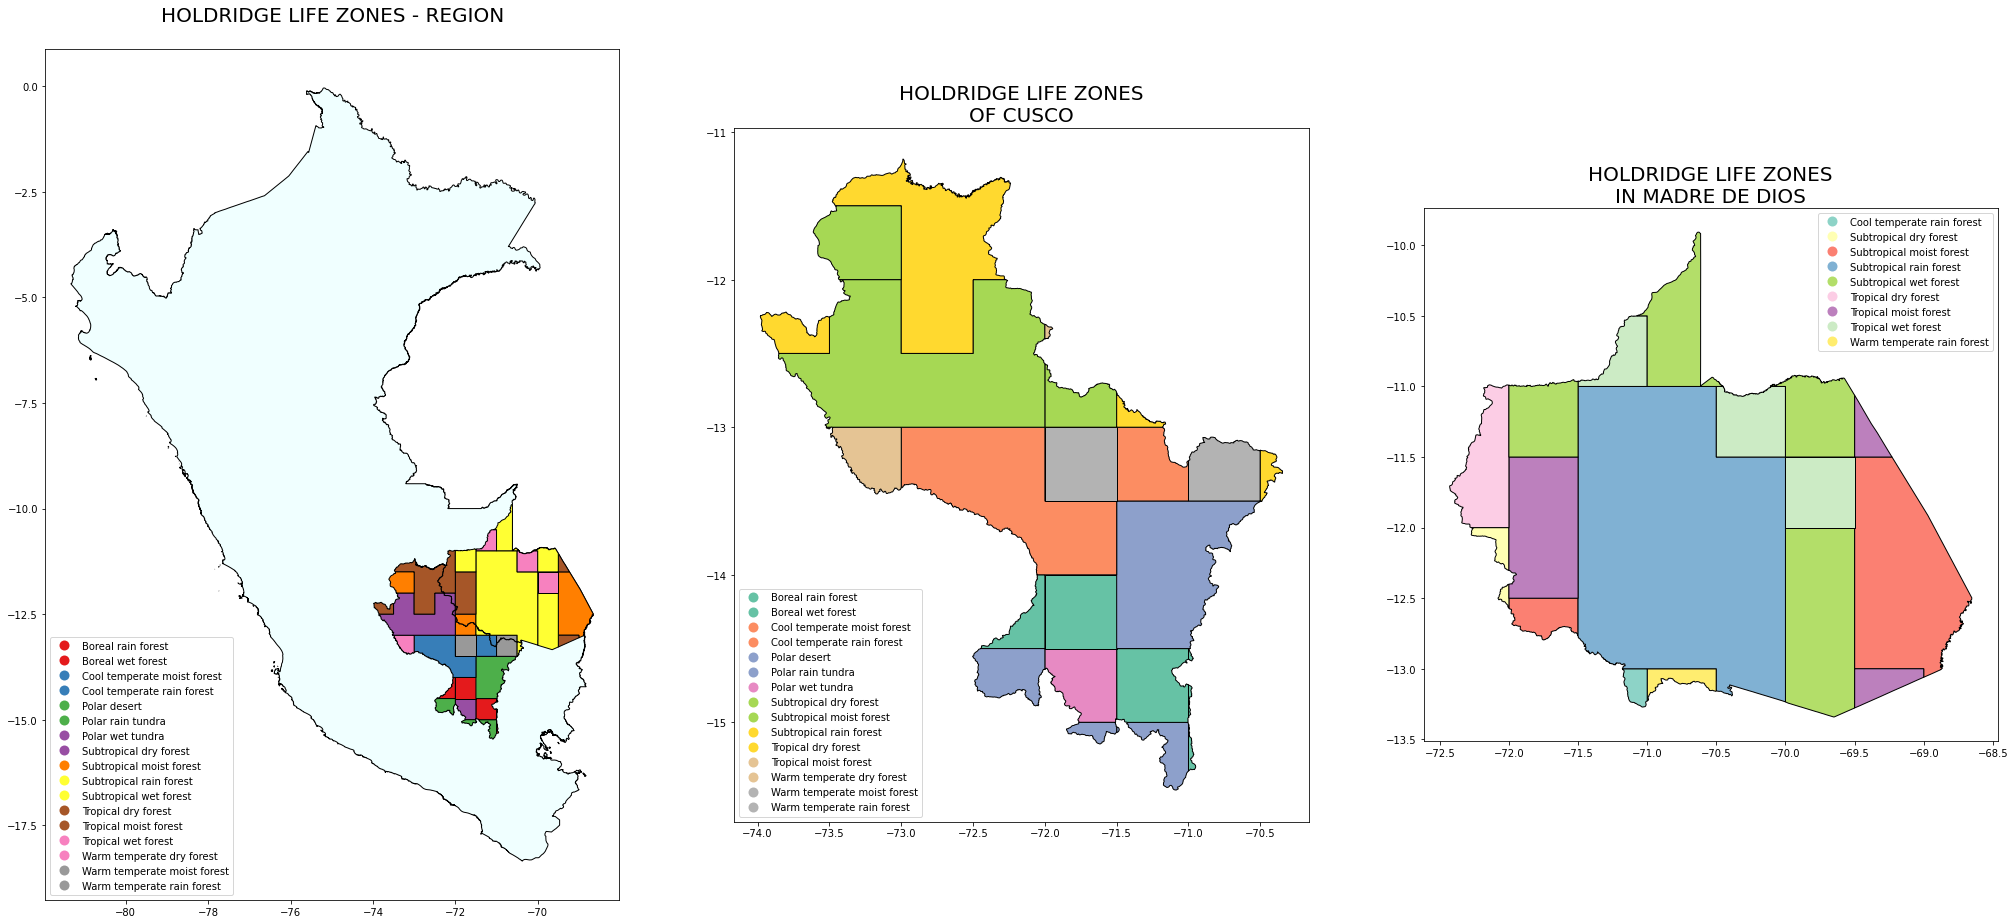 HOLDRIDGE LIFE ZONES - REGION
0.0
−2.5
−5.0
−7.5
−10.0
−12.5
−15.0
−17.5
Boreal rain forest
Boreal wet forest
Cool temperate moist forest
Cool temperate rain forest
Polar desert
Polar rain tundra
Polar wet tundra
Subtropical dry forest
Subtropical moist forest
Subtropical rain forest
Subtropical wet forest
Tropical dry forest
Tropical moist forest
Tropical wet forest
Warm temperate dry forest
Warm temperate moist forest
Warm temperate rain forest
−80 −78 −76 −74 −72 −70
HOLDRIDGE LIFE ZONES
OF CUSCO
−11
−12
−13
−14
−15
Boreal rain forest
Boreal wet forest
Cool temperate moist forest
Cool temperate rain forest
Polar desert
Polar rain tundra
Polar wet tundra
Subtropical dry forest
Subtropical moist forest
Subtropical rain forest
Tropical dry forest
Tropical moist forest
Warm temperate dry forest
Warm temperate moist forest
Warm temperate rain forest
−74.0 −73.5 −73.0 −72.5 −72.0 −71.5 −71.0 −70.5
HOLDRIDGE LIFE ZONES
IN MADRE DE DIOS
Cool temperate rain forest
Subtropical dry forest
Subtropical moist forest
Subtropical rain forest
Subtropical wet forest
Tropical dry forest
Tropical moist forest
Tropical wet forest
Warm temperate rain forest
−10.0
−10.5
−11.0
−11.5
−12.0
−12.5
−13.0
−13.5
−72.5 −72.0 −71.5 −71.0 −70.5 −70.0 −69.5 −69.0 −68.5